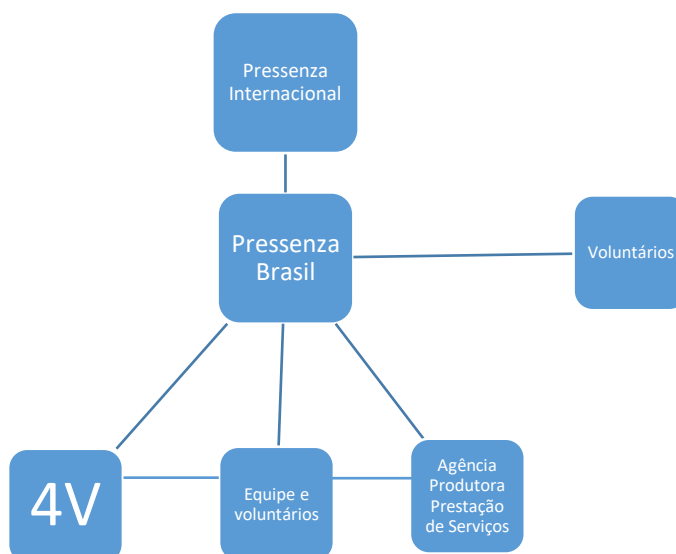 Pressenza
Internacional
Pressenza
Brasil
Voluntários
4V
Equipe e
voluntários
Agência
Produtora
Prestação
de Serviços